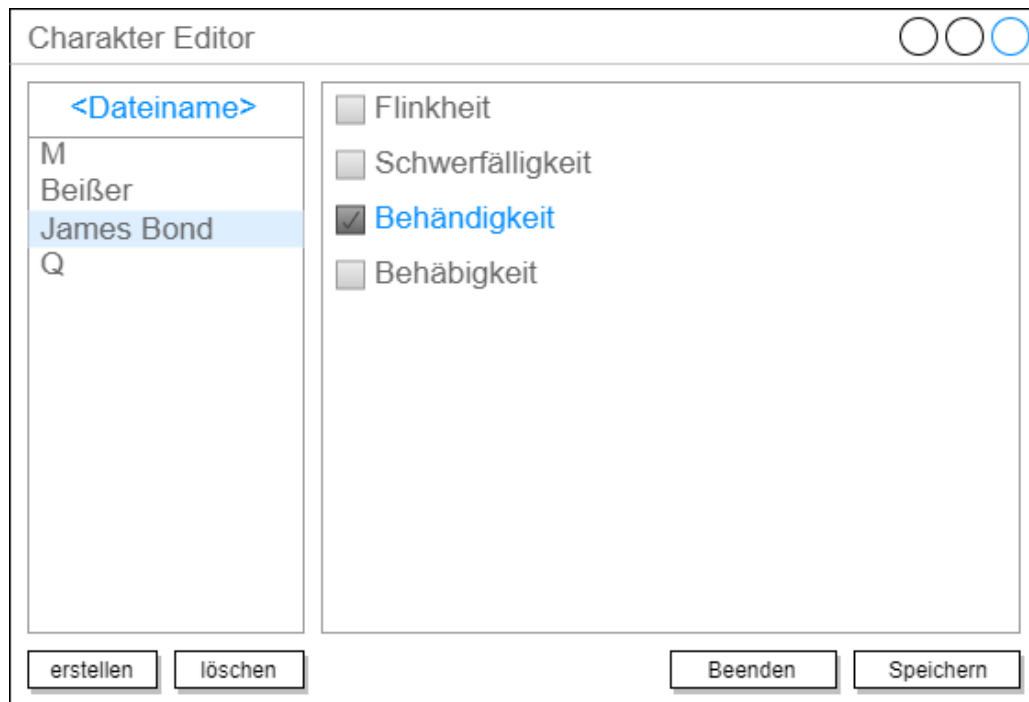 Charakter Editor
<Dateiname>
M
Beißer
James Bond
Q
Flinkheit
Schwerfälligkeit
Behändigkeit
Behäbigkeit
erstellen
löschen
Beenden
Speichern